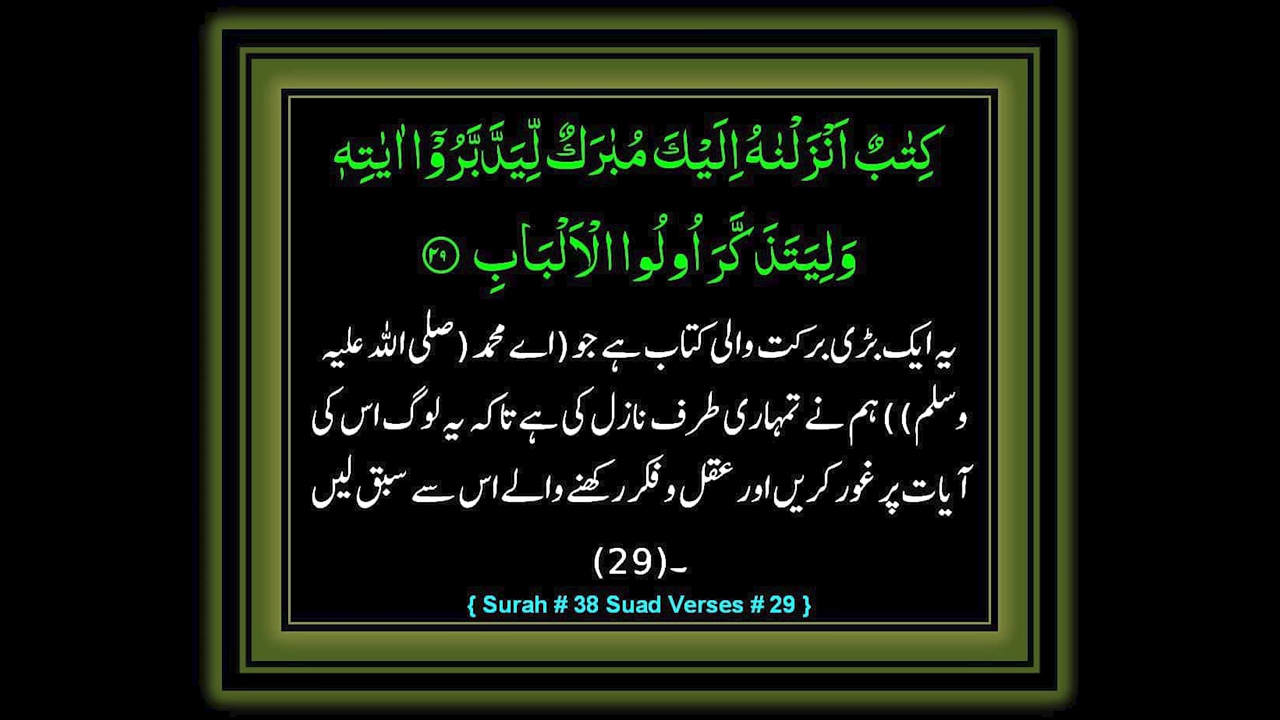 كِتٰبٌ اَنْزَلْنٰهُ اِلَيْكَ مُبٰرَكٌ لِّيَدَّبَّرُوْۤا اٰيٰتِهٖ
وَلِيَتَذَكَّرَ اُولُوا الْاَلْبَابِ ۝۲۹
یہ ایک بڑی برکت والی کتاب ہے جو (اے محمد (صلی اللہ علیہ
وسلم)) ہم نے تمہاری طرف نازل کی ہے تاکہ یہ لوگ اس کی
آیات پر غور کریں اور عقل و فکر رکھنے والے اس سے سبق لیں
۔(29)
{ Surah # 38 Suad Verses # 29 }